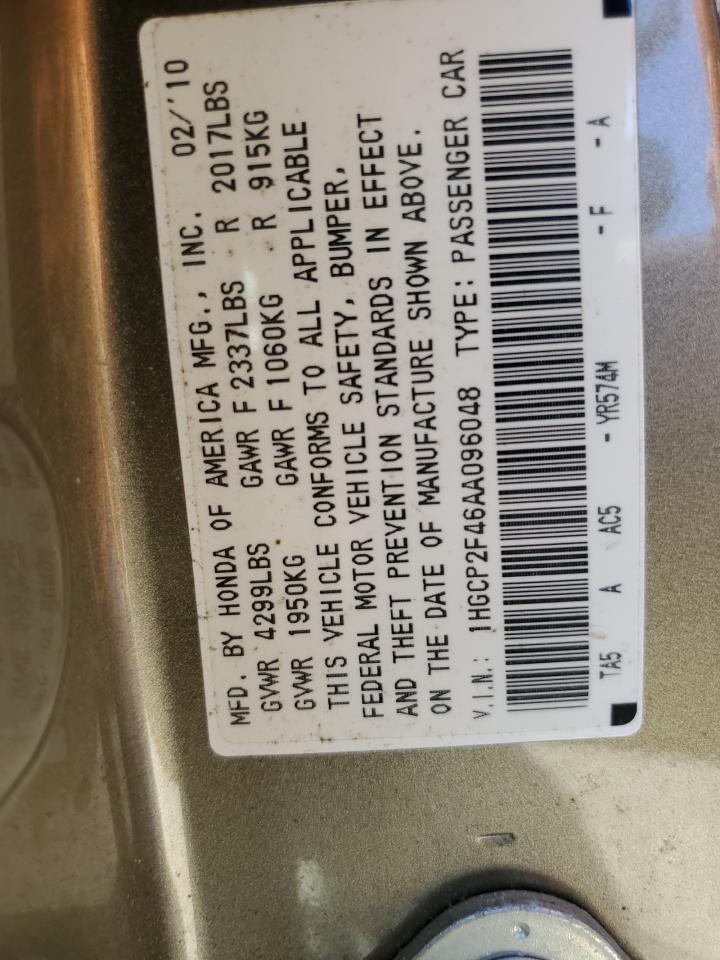 MFD. BY HONDA OF AMERICA MFG., INC. 02/'10
GVWR 4299LBS GAWR F 2337LBS R 2017LBS
GVWR 1950KG GAWR F 1060KG R 915KG
THIS VEHICLE CONFORMS TO ALL APPLICABLE
FEDERAL MOTOR VEHICLE SAFETY, BUMPER,
AND THEFT PREVENTION STANDARDS IN EFFECT
ON THE DATE OF MANUFACTURE SHOWN ABOVE.
V.I.N.: 1HGCP2F46AA096048 TYPE: PASSENGER CAR
TA5 A AC5 - YR574M - F - A